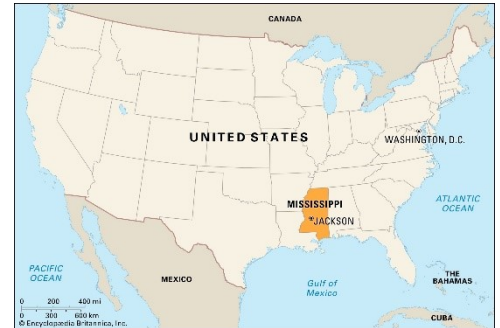 CANADA
UNITED STATES
WASHINGTON, D.C.
MISSISSIPPI
JACKSON
ATLANTIC
OCEAN
PACIFIC
OCEAN
MEXICO
Gulf of
Mexico
THE
BAHAMAS
CUBA
0 200 400 mi
0 300 600 km
© Encyclopædia Britannica, Inc.